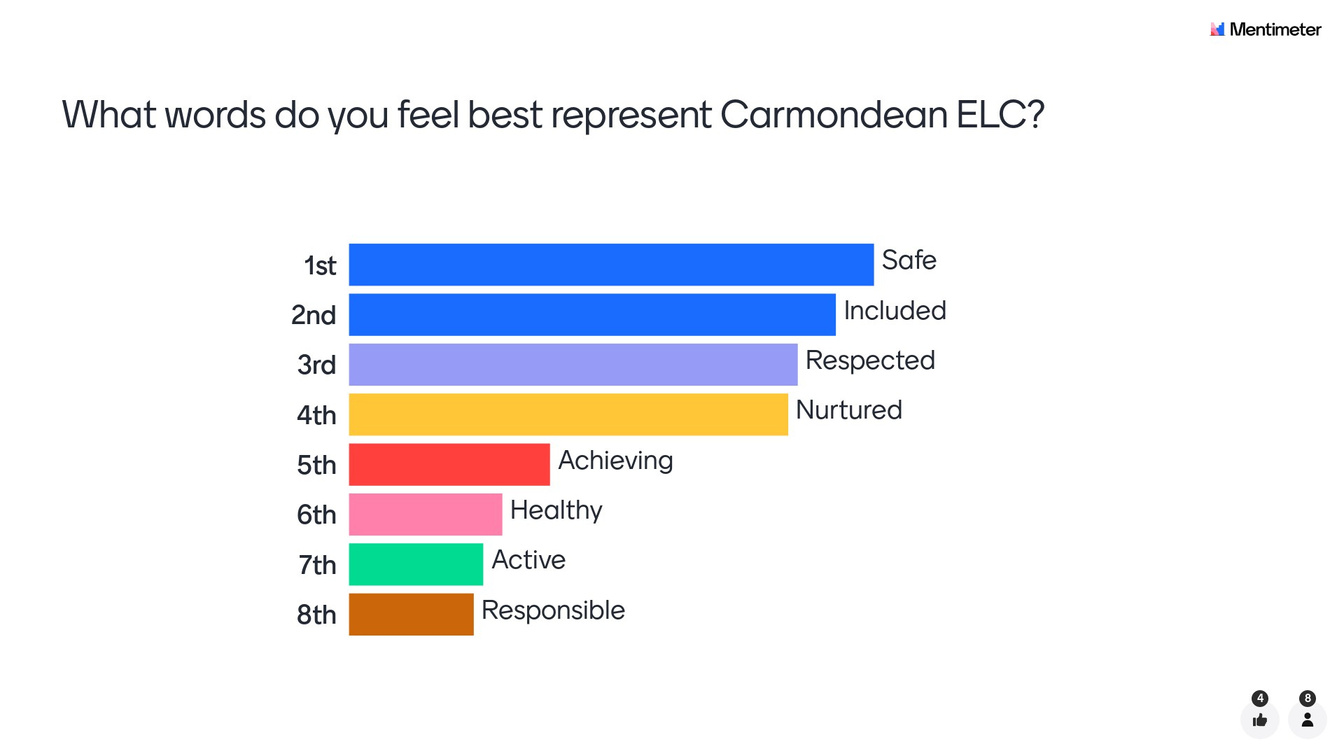 Mentimeter
What words do you feel best represent Carmondean ELC?
1st Safe
2nd Included
3rd Respected
4th Nurtured
5th Achieving
6th Healthy
7th Active
8th Responsible
4 8